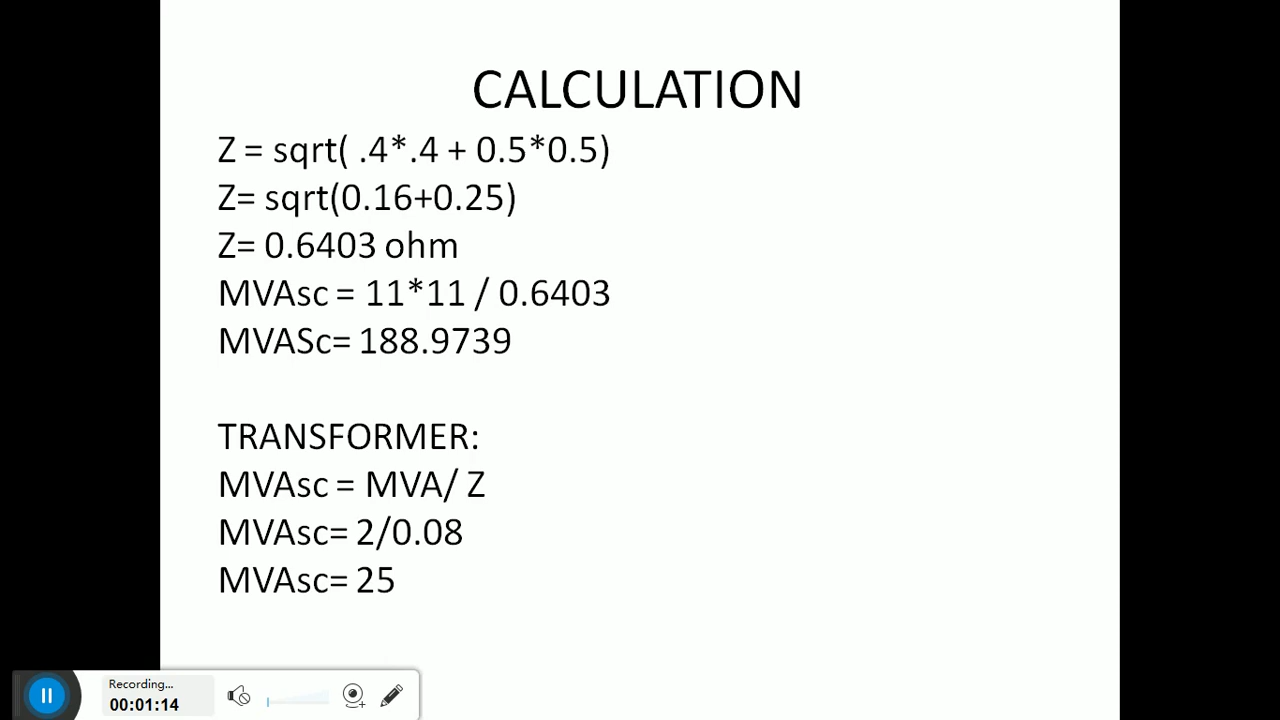 CALCULATION
Z = sqrt( .4*.4 + 0.5*0.5)
Z= sqrt(0.16+0.25)
Z= 0.6403 ohm
MVAsc = 11*11 / 0.6403
MVASc= 188.9739
TRANSFORMER:
MVAsc = MVA/ Z
MVAsc= 2/0.08
MVAsc= 25
Recording...
00:01:14